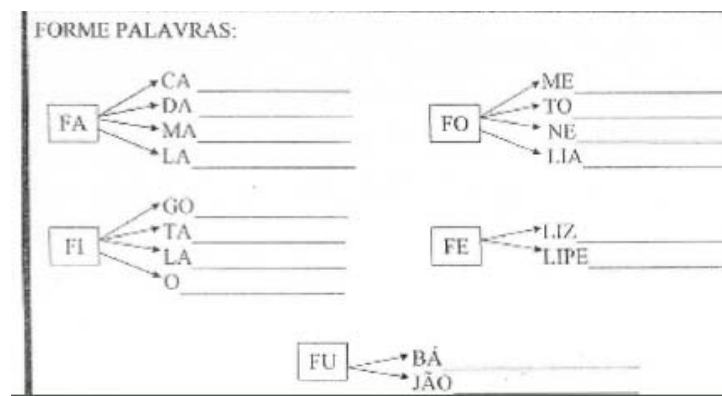 FORME PALAVRAS:
FA
CA
DA
MA
LA
FO
ME
TO
NE
LIA
FI
GO
TA
LA
O
FE
LIZ
LIPE
FU
BÁ
JÃO